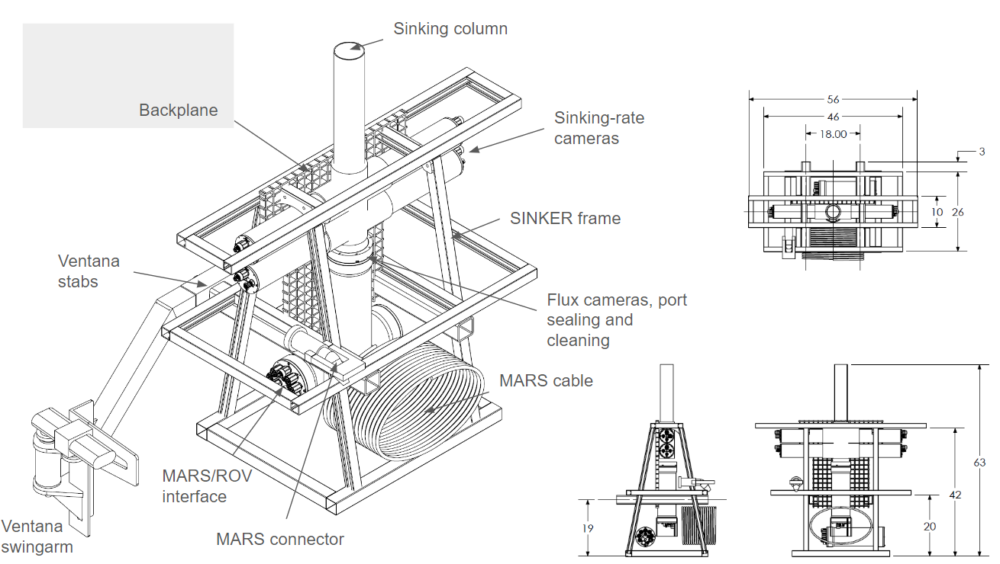 Sinking column
Backplane
Sinking-rate
cameras
SINKER frame
Ventana
stabs
Flux cameras, port
sealing and
cleaning
MARS cable
MARS/ROV
interface
MARS connector
Ventana
swingarm
56
46
18.00
3
10
26
19
63
42
20